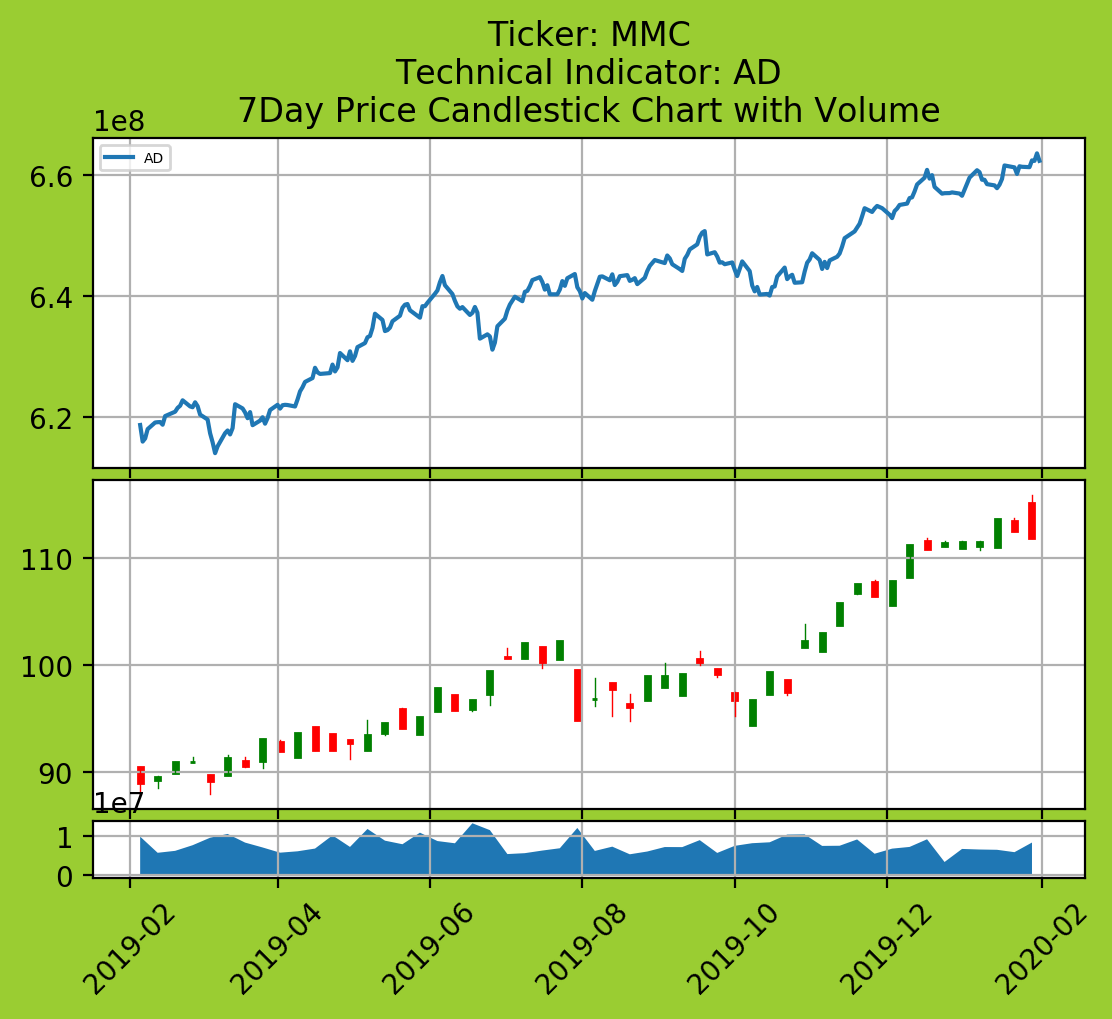 Ticker: MMC
Technical Indicator: AD
7Day Price Candlestick Chart with Volume
1e8
AD
6.6
6.4
6.2
110
100
90
1e7
1
0
2019-02
2019-04
2019-06
2019-08
2019-10
2019-12
2020-02